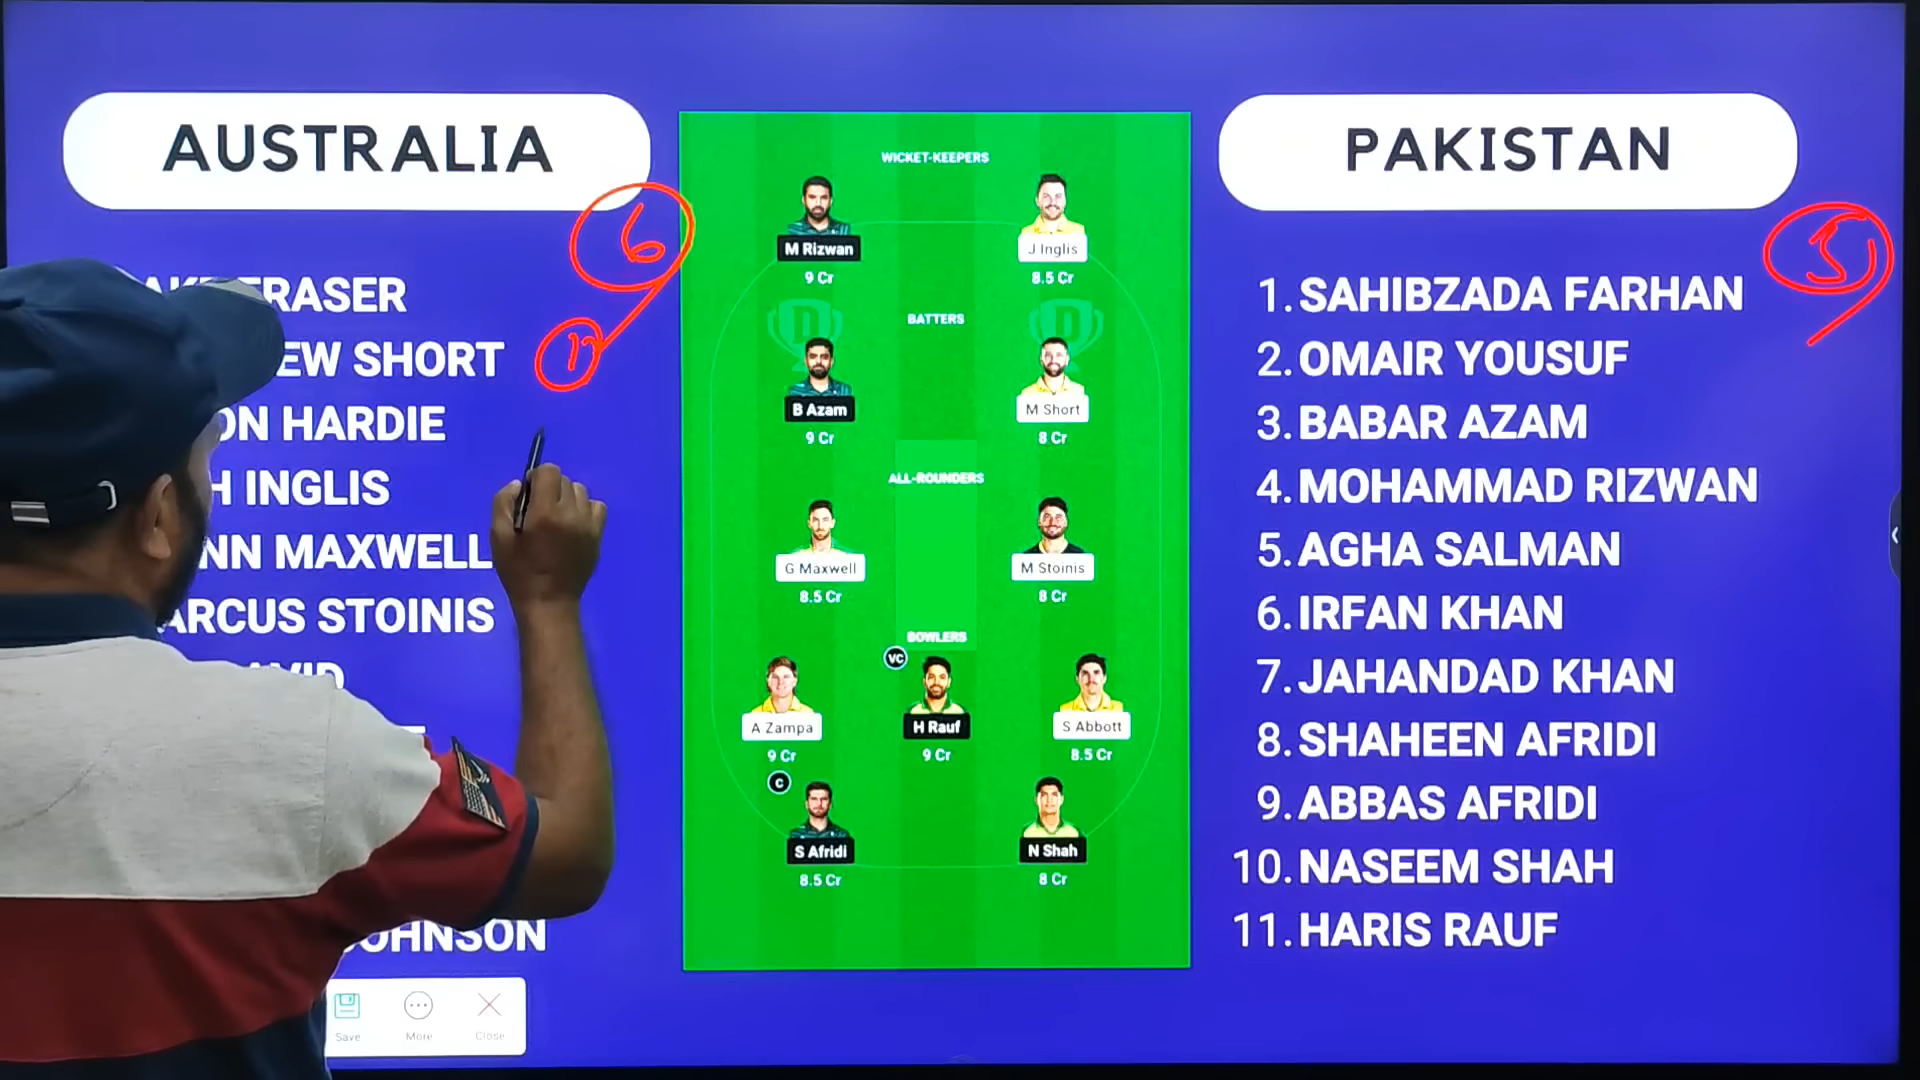 AUSTRALIA
6
RASER
EW SHORT
ON HARDIE
H INGLIS
NN MAXWELL
ARCUS STOINIS
AVID
JOHNSON
Save
More
Close
WICKET-KEEPERS
M Rizwan
J Inglis
9 Cr
8.5 Cr
BATTERS
B Azam
M Short
9 Cr
8 Cr
ALL-ROUNDERS
G Maxwell
M Stoinis
8.5 Cr
8 Cr
BOWLERS
VC
A Zampa
H Rauf
S Abbott
9 Cr
9 Cr
8.5 Cr
C
S Afridi
N Shah
8.5 Cr
8 Cr
PAKISTAN
5
1. SAHIBZADA FARHAN
2. OMAIR YOUSUF
3. BABAR AZAM
4. MOHAMMAD RIZWAN
5. AGHA SALMAN
6. IRFAN KHAN
7. JAHANDAD KHAN
8. SHAHEEN AFRIDI
9. ABBAS AFRIDI
10. NASEEM SHAH
11. HARIS RAUF